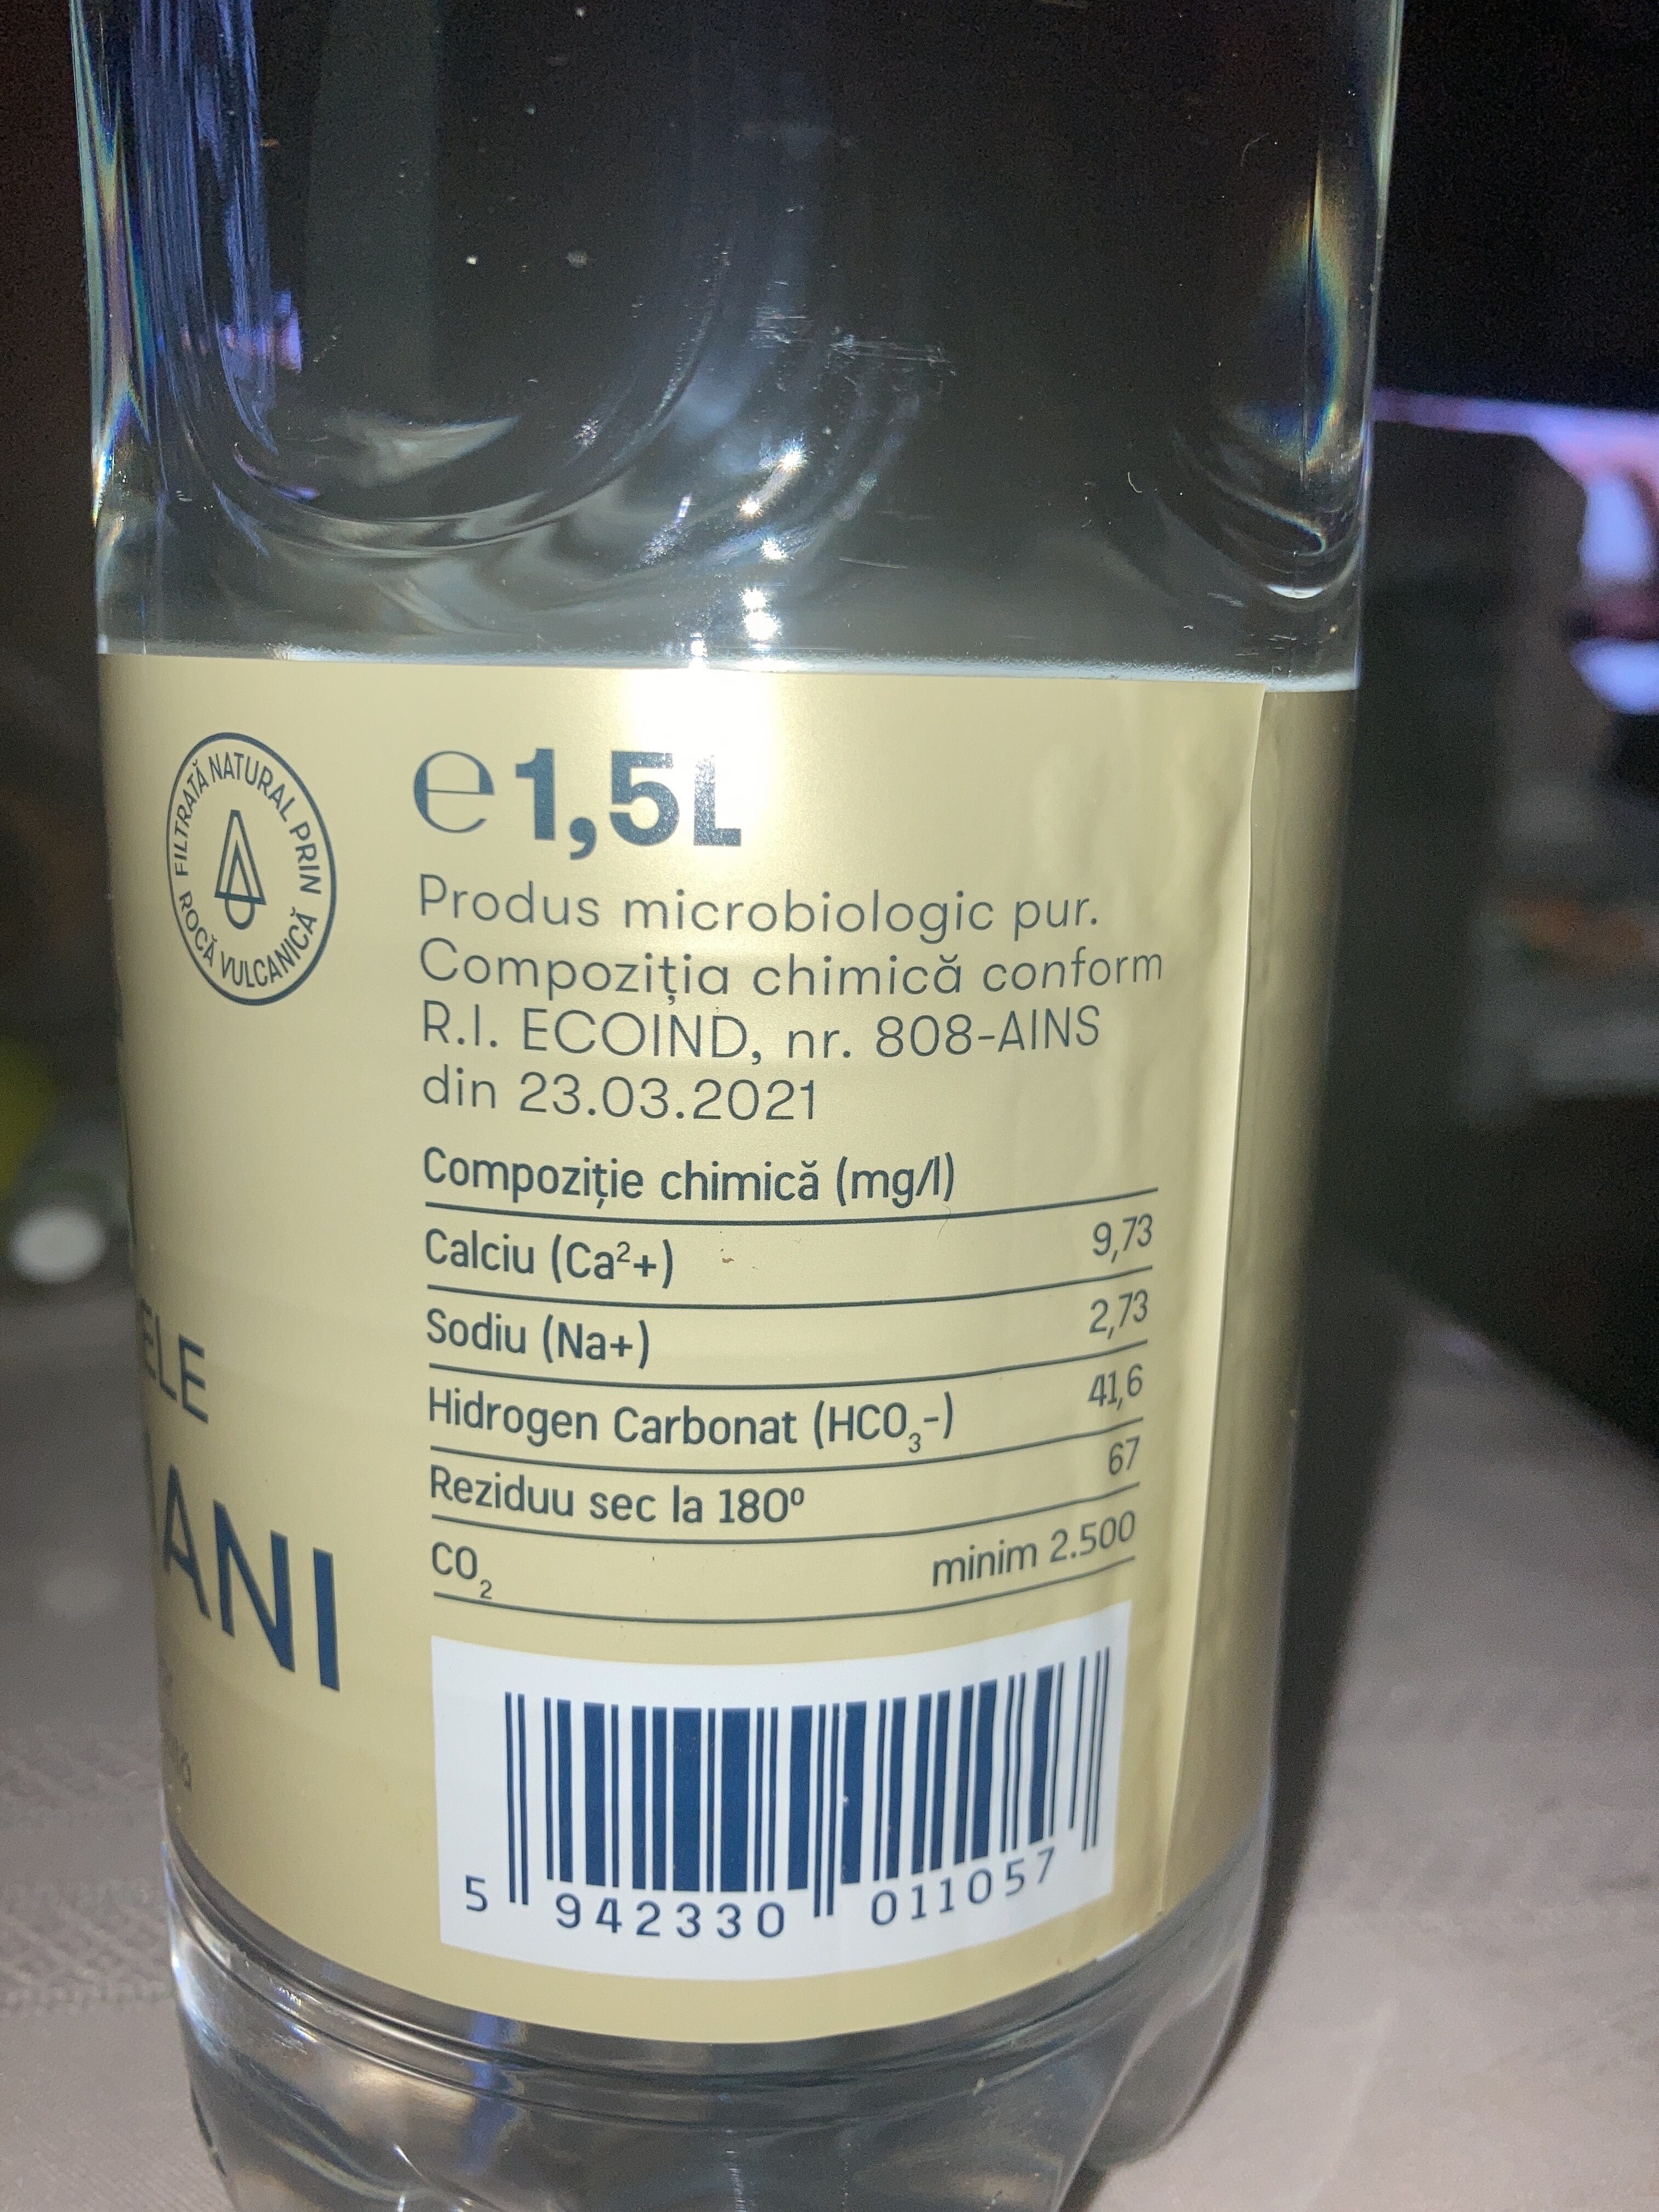 FILTRATĂ NATURAL PRIN
ROCĂ VULCANICĂ
℮ 1,5L
Produs microbiologic pur.
Compoziția chimică conform
R.I. ECOIND, nr. 808-AINS
din 23.03.2021
Compoziție chimică (mg/l)
Calciu (Ca²+) 9,73
Sodiu (Na+) 2,73
Hidrogen Carbonat (HCO₃-) 41,6
Reziduu sec la 180º 67
CO₂ minim 2.500
ELE
ANI
5 942330 011057